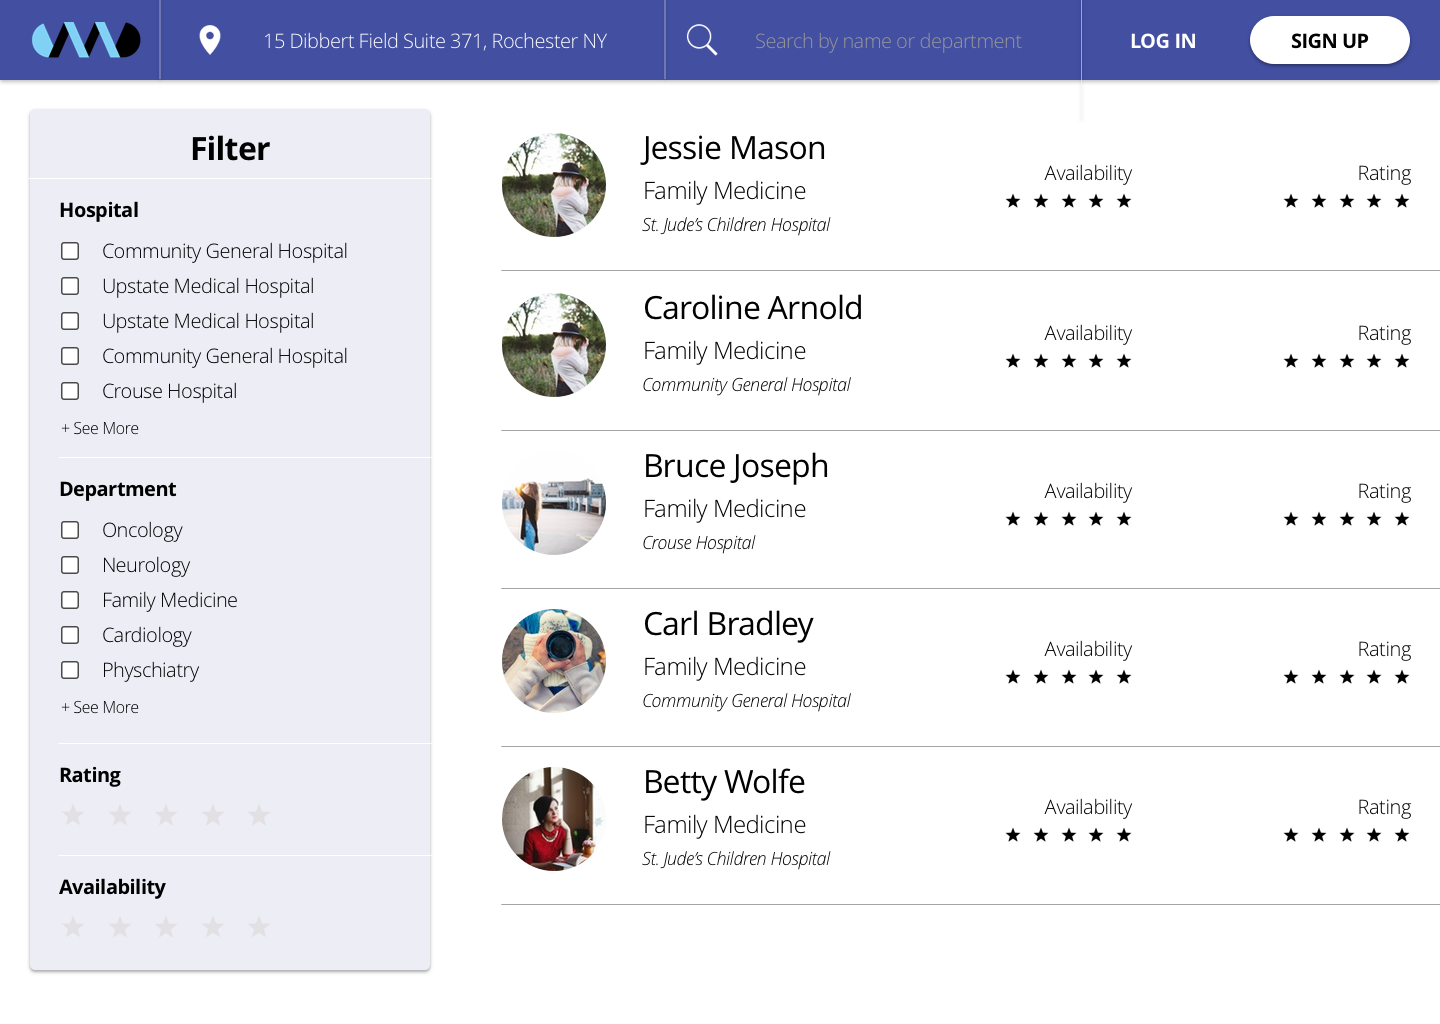 15 Dibbert Field Suite 371, Rochester NY
Search by name or department
LOG IN
SIGN UP
Filter
Hospital
Community General Hospital
Upstate Medical Hospital
Upstate Medical Hospital
Community General Hospital
Crouse Hospital
+ See More
Department
Oncology
Neurology
Family Medicine
Cardiology
Physchiatry
+ See More
Rating
Availability
Jessie Mason
Family Medicine
St. Jude's Children Hospital
Availability
Rating
Caroline Arnold
Family Medicine
Community General Hospital
Availability
Rating
Bruce Joseph
Family Medicine
Crouse Hospital
Availability
Rating
Carl Bradley
Family Medicine
Community General Hospital
Availability
Rating
Betty Wolfe
Family Medicine
St. Jude's Children Hospital
Availability
Rating